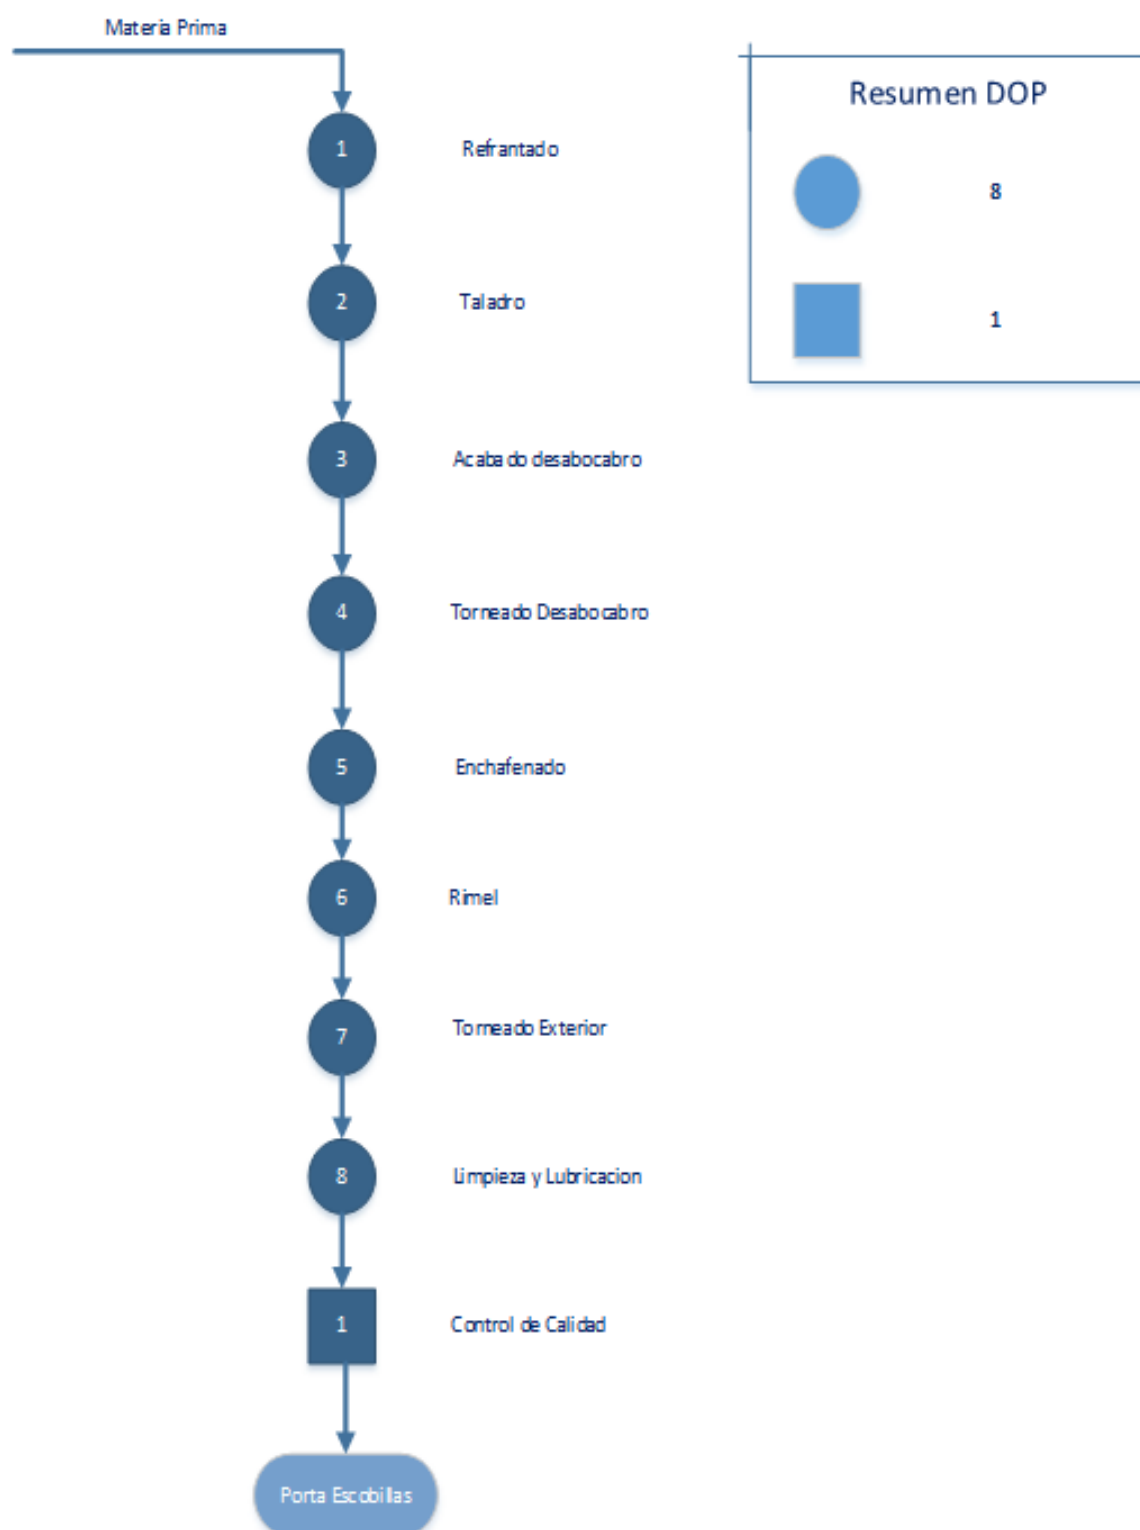 Materia Prima
Resumen DOP
8
1
1
Refrantado
2
Taladro
3
Acabado desabocabro
4
Torneado Desabocabro
5
Enchafenado
6
Rimel
7
Torneado Exterior
8
Limpieza y Lubricacion
1
Control de Calidad
Porta Escobillas